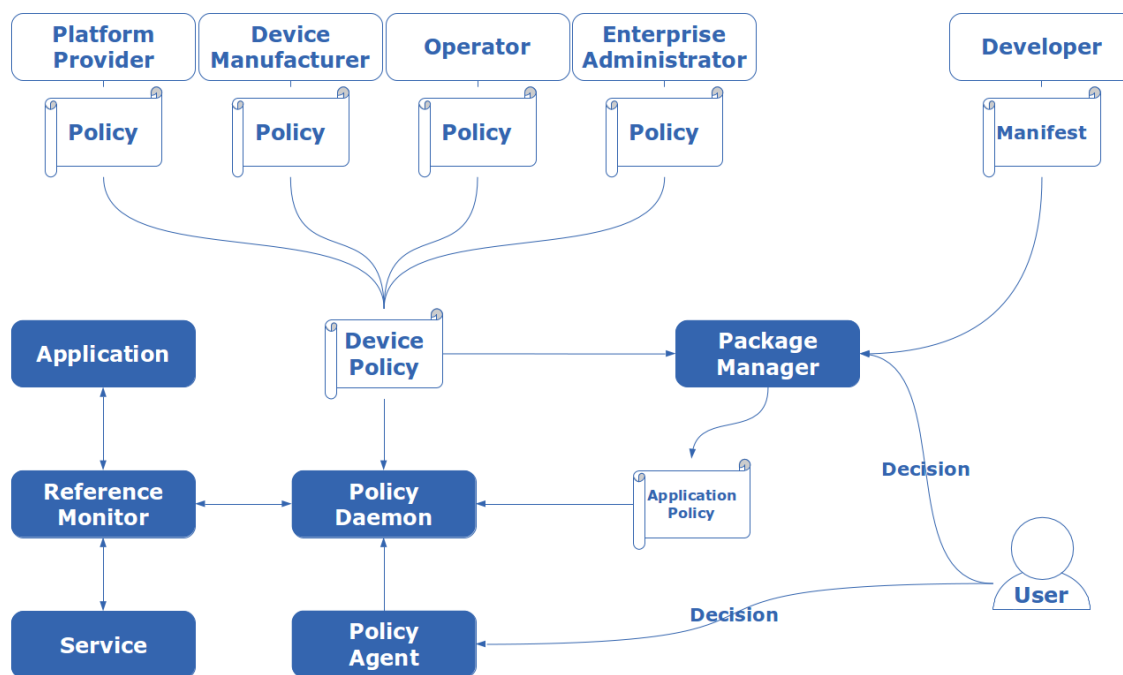 Platform
Provider
Device
Manufacturer
Operator
Enterprise
Administrator
Developer
Policy
Policy
Policy
Policy
Manifest
Application
Device
Policy
Package
Manager
Decision
Reference
Monitor
Policy
Daemon
Application
Policy
User
Decision
Service
Policy
Agent